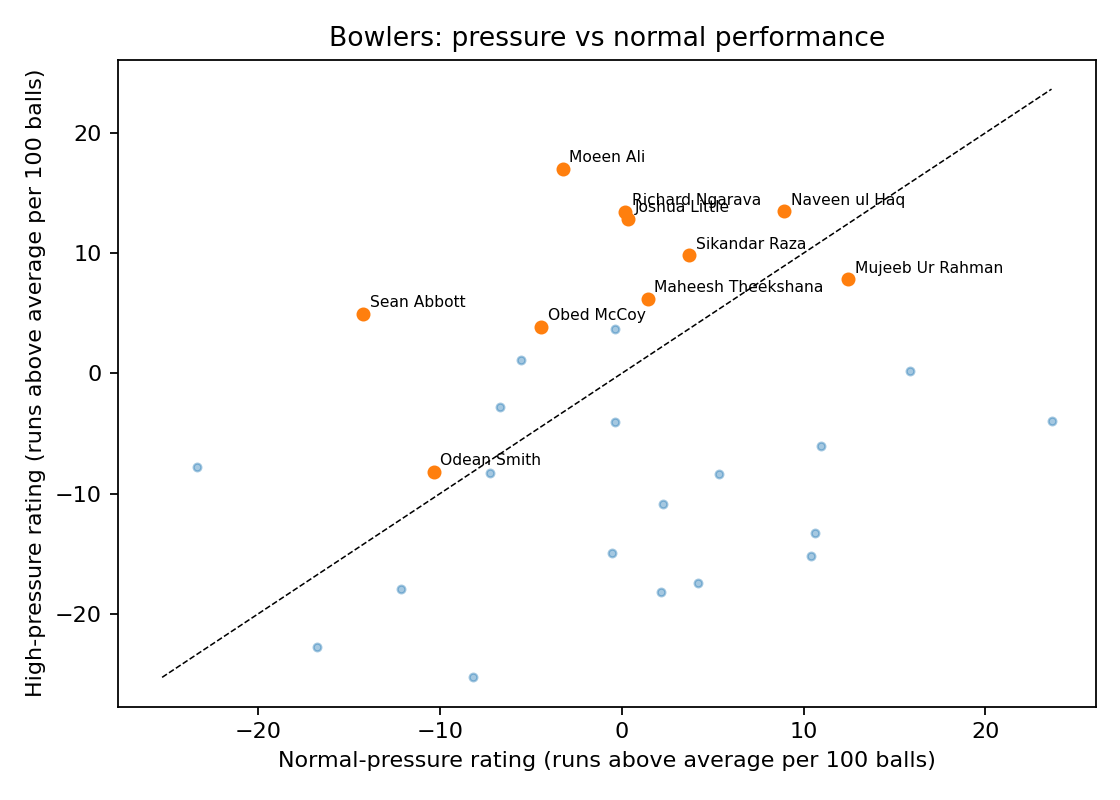 Bowlers: pressure vs normal performance
High-pressure rating (runs above average per 100 balls)
20
10
0
−10
−20
Moeen Ali
Richard Ngarava
Joshua Little
Naveen ul Haq
Sikandar Raza
Mujeeb Ur Rahman
Maheesh Theekshana
Sean Abbott
Obed McCoy
Odean Smith
−20
−10
0
10
20
Normal-pressure rating (runs above average per 100 balls)